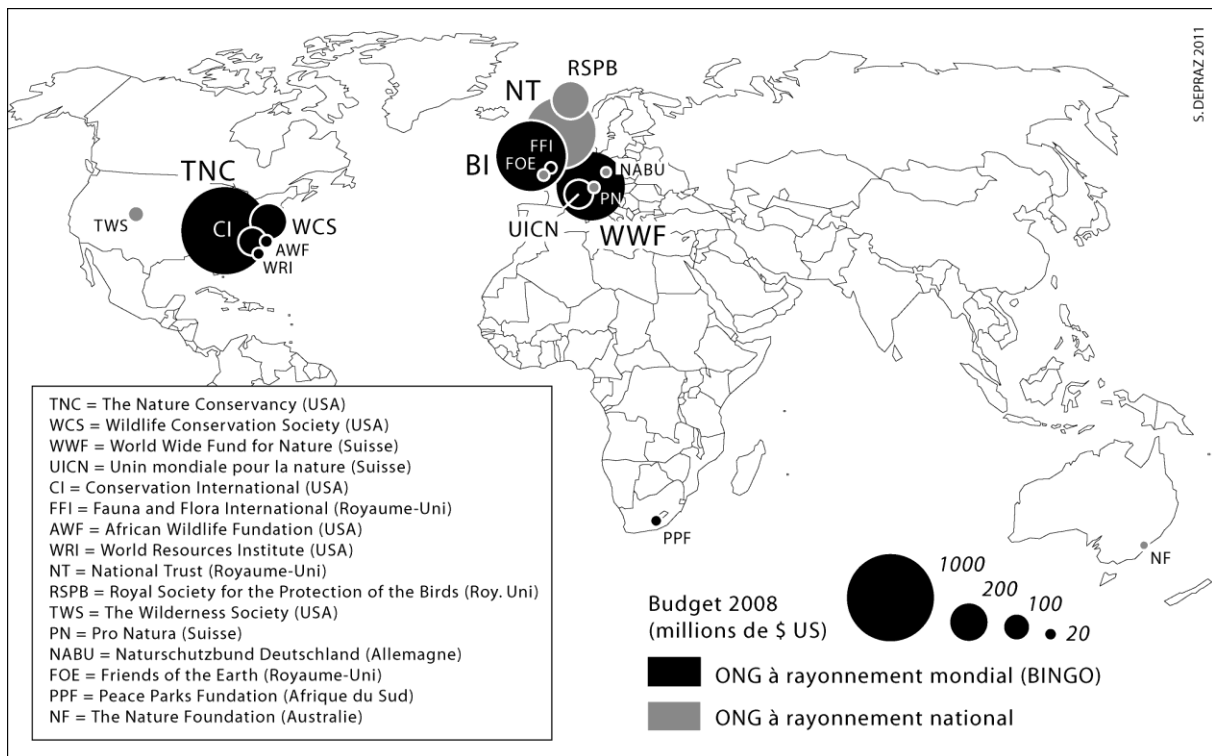 S. DEPRAZ 2011
RSPB
NT
FFI
FOE
BI
NABU
PN
UICN
WWF
TNC
TWS
CI
WCS
AWF
WRI
PPF
NF
TNC = The Nature Conservancy (USA)
WCS = Wildlife Conservation Society (USA)
WWF = World Wide Fund for Nature (Suisse)
UICN = Unin mondiale pour la nature (Suisse)
CI = Conservation International (USA)
FFI = Fauna and Flora International (Royaume-Uni)
AWF = African Wildlife Fundation (USA)
WRI = World Resources Institute (USA)
NT = National Trust (Royaume-Uni)
RSPB = Royal Society for the Protection of the Birds (Roy. Uni)
TWS = The Wilderness Society (USA)
PN = Pro Natura (Suisse)
NABU = Naturschutzbund Deutschland (Allemagne)
FOE = Friends of the Earth (Royaume-Uni)
PPF = Peace Parks Fundation (Afrique du Sud)
NF = The Nature Foundation (Australie)
Budget 2008
(millions de $ US)
1000
200
100
20
ONG à rayonnement mondial (BINGO)
ONG à rayonnement national